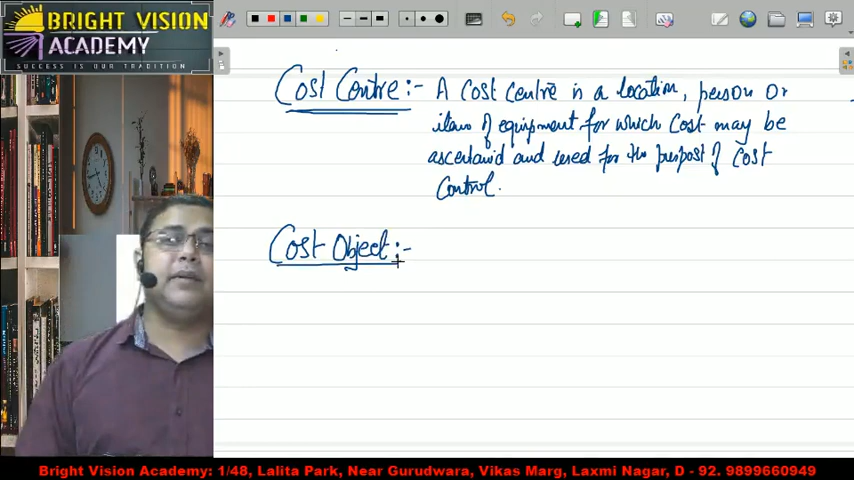 BRIGHT VISION
ACADEMY
SUCCESS IS OUR TRADITION
Cost Centre :- A Cost Centre is a location, person or
item of equipment for which Cost may be
ascertained and used for the purpost of Cost
Control.
Cost Object :-
Bright Vision Academy: 1/48, Lalita Park, Near Gurudwara, Vikas Marg, Laxmi Nagar, D - 92. 9899660949